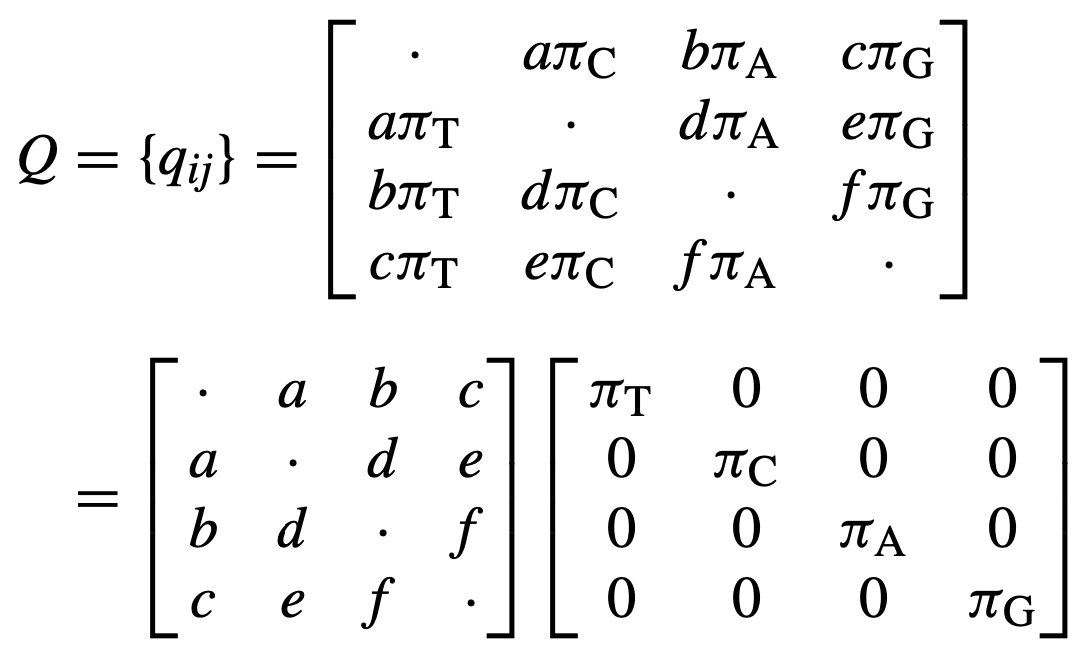 Q = {q_ij} = [ · aπ_C bπ_A cπ_G
aπ_T · dπ_A eπ_G
bπ_T dπ_C · fπ_G
cπ_T eπ_C fπ_A · ]
= [ · a b c ] [ π_T 0 0 0 ]
[ a · d e ] [ 0 π_C 0 0 ]
[ b d · f ] [ 0 0 π_A 0 ]
[ c e f · ] [ 0 0 0 π_G ]